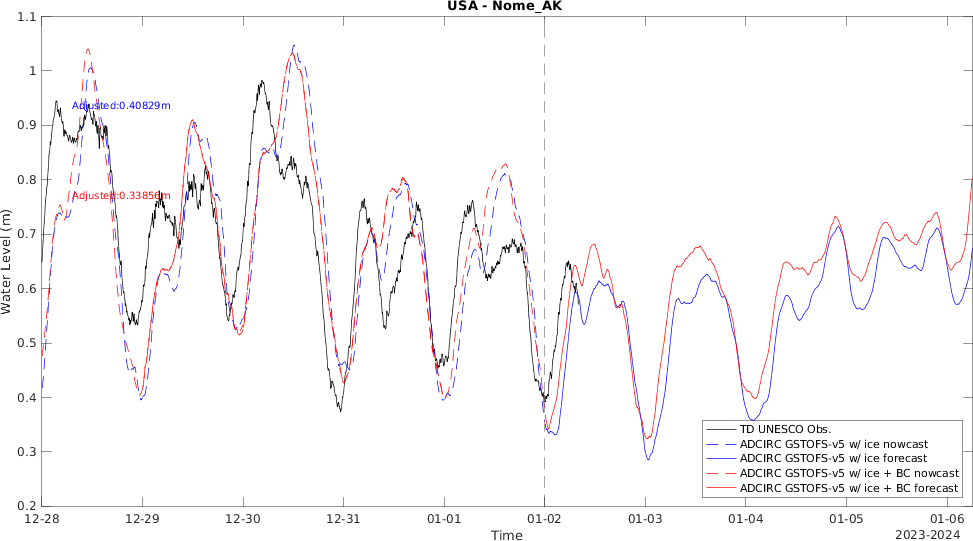 USA - Nome_AK
1.1
1
0.9
0.8
0.7
0.6
0.5
0.4
0.3
0.2
Water Level (m)
Adjusted:0.40829m
Adjusted:0.33856m
TD UNESCO Obs.
ADCIRC GSTOFS-v5 w/ ice nowcast
ADCIRC GSTOFS-v5 w/ ice forecast
ADCIRC GSTOFS-v5 w/ ice + BC nowcast
ADCIRC GSTOFS-v5 w/ ice + BC forecast
12-28 12-29 12-30 12-31 01-01 01-02 01-03 01-04 01-05 01-06
Time
2023-2024